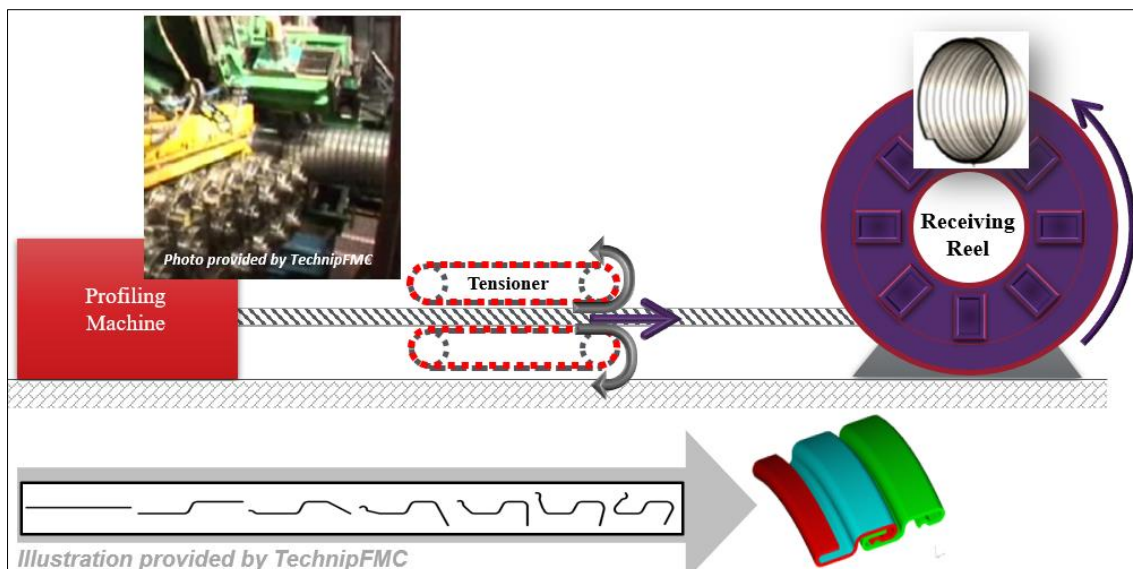 Photo provided by TechnipFMC
Profiling
Machine
Tensioner
Receiving
Reel
Illustration provided by TechnipFMC